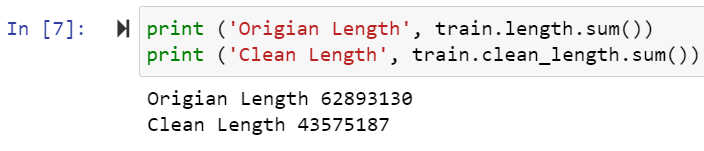 In [7]: print ('Origian Length', train.length.sum())
print ('Clean Length', train.clean_length.sum())
Origian Length 62893130
Clean Length 43575187